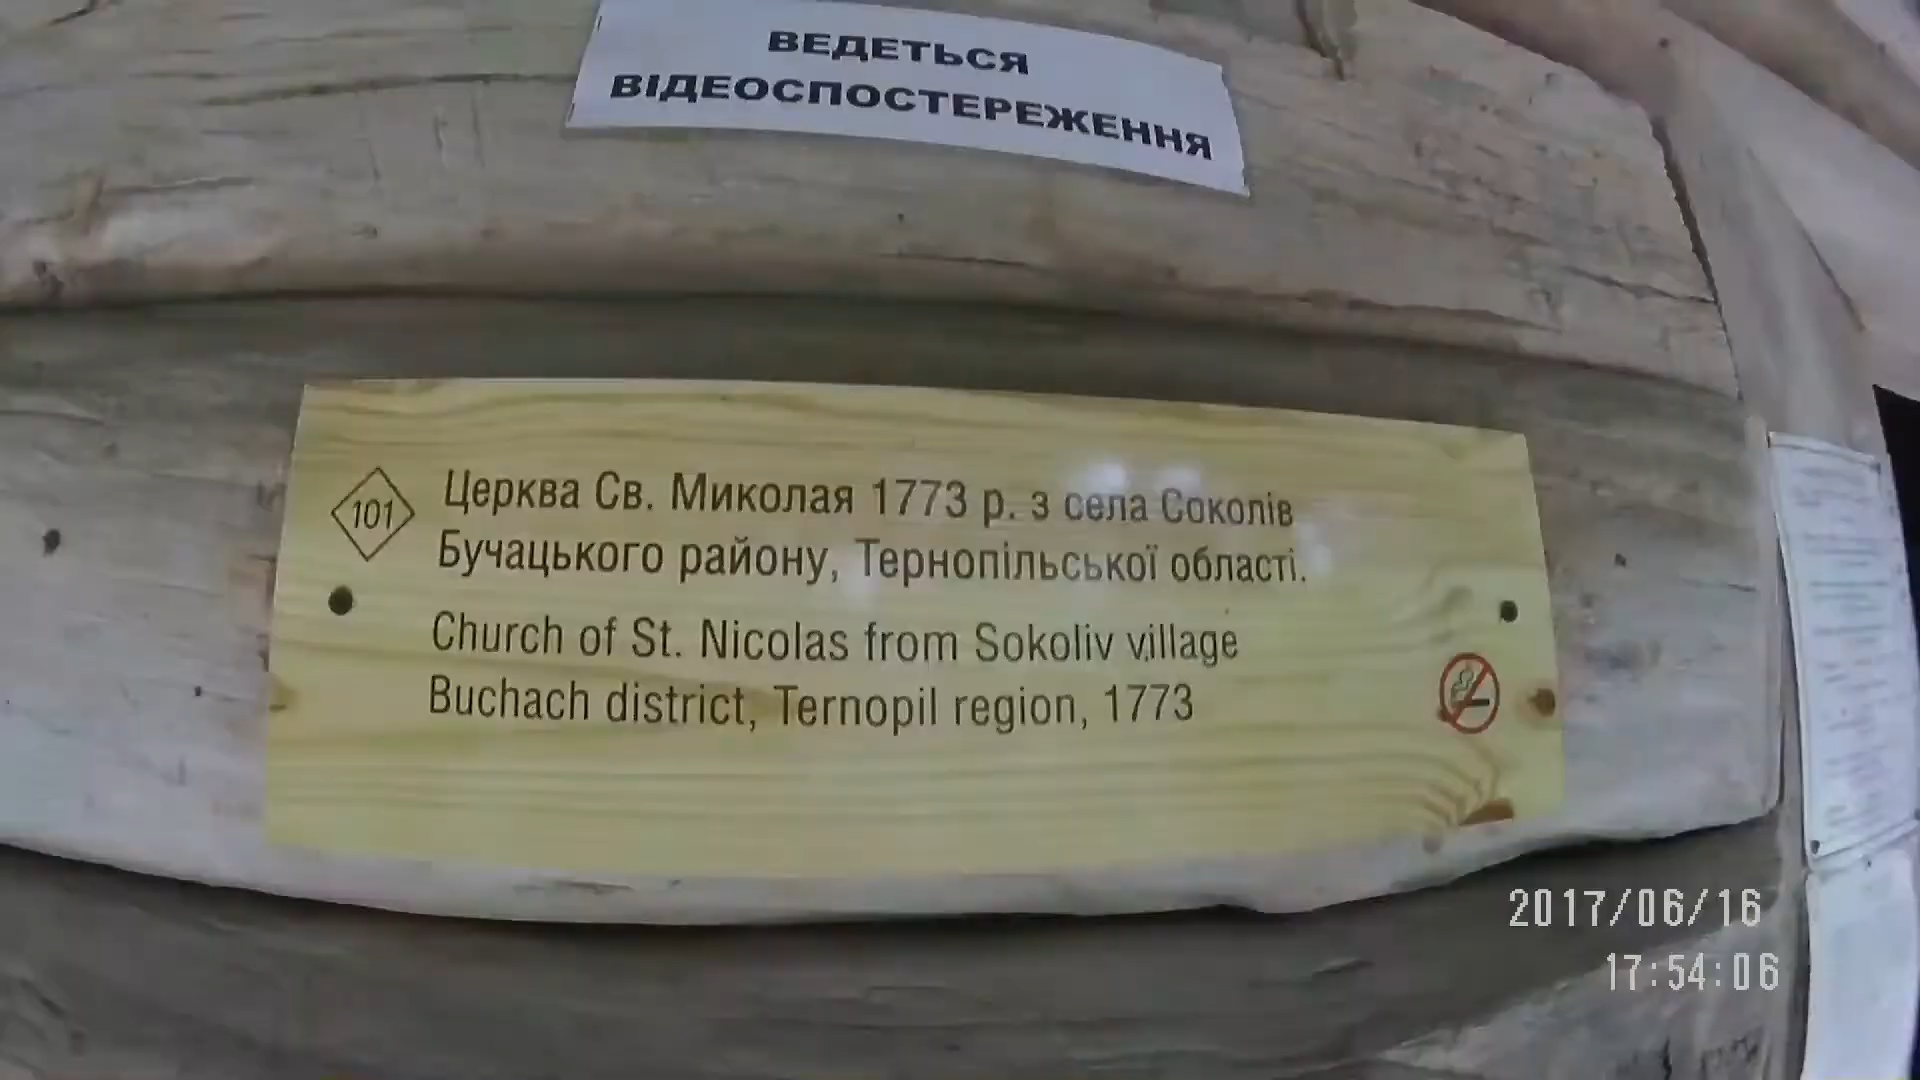 ВЕДЕТЬСЯ
ВІДЕОСПОСТЕРЕЖЕННЯ
101
Церква Св. Миколая 1773 р. з села Соколів
Бучацького району, Тернопільської області.
Church of St. Nicolas from Sokoliv village
Buchach district, Ternopil region, 1773
2017/06/16
17:54:06